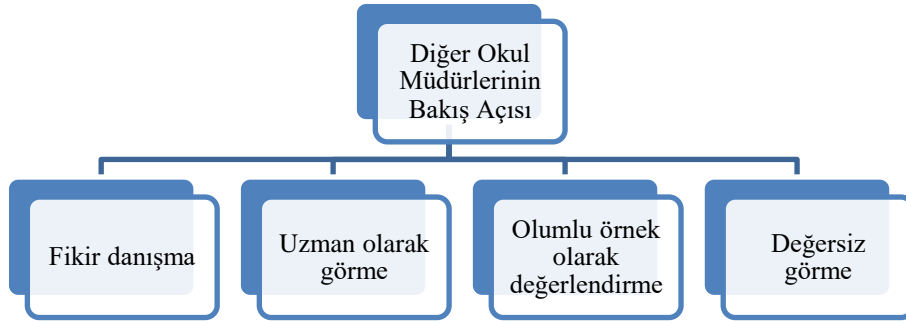 Diğer Okul
Müdürlerinin
Bakış Açısı
Fikir danışma
Uzman olarak
görme
Olumlu örnek
olarak
değerlendirme
Değersiz
görme